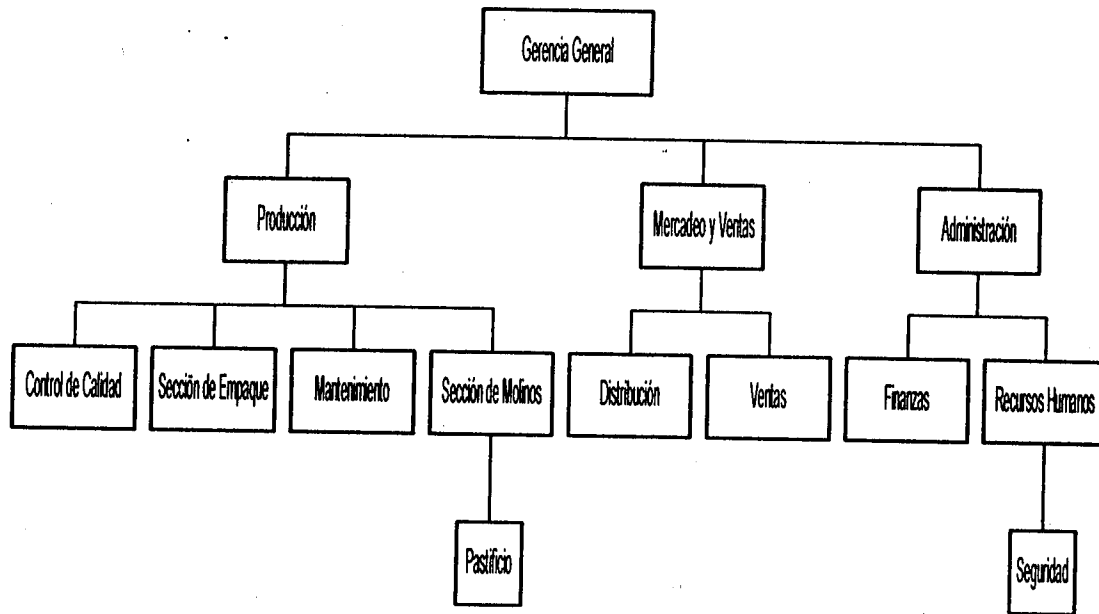 Gerencia General
Producción
Mercadeo y Ventas
Administración
Control de Calidad
Sección de Empaque
Mantenimiento
Sección de Molinos
Distribución
Ventas
Finanzas
Recursos Humanos
Pastificio
Seguridad